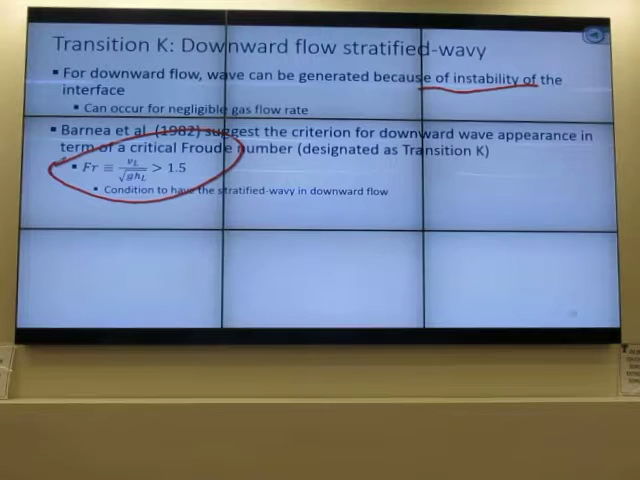 Transition K: Downward flow stratified-wavy
▪ For downward flow, wave can be generated because of instability of the
interface
▪ Can occur for negligible gas flow rate
▪ Barnea et al. (1982) suggest the criterion for downward wave appearance in
term of a critical Froude number (designated as Transition K)
▪ Fr ≡ v_L / √(gh_L) > 1.5
▪ Condition to have the stratified-wavy in downward flow